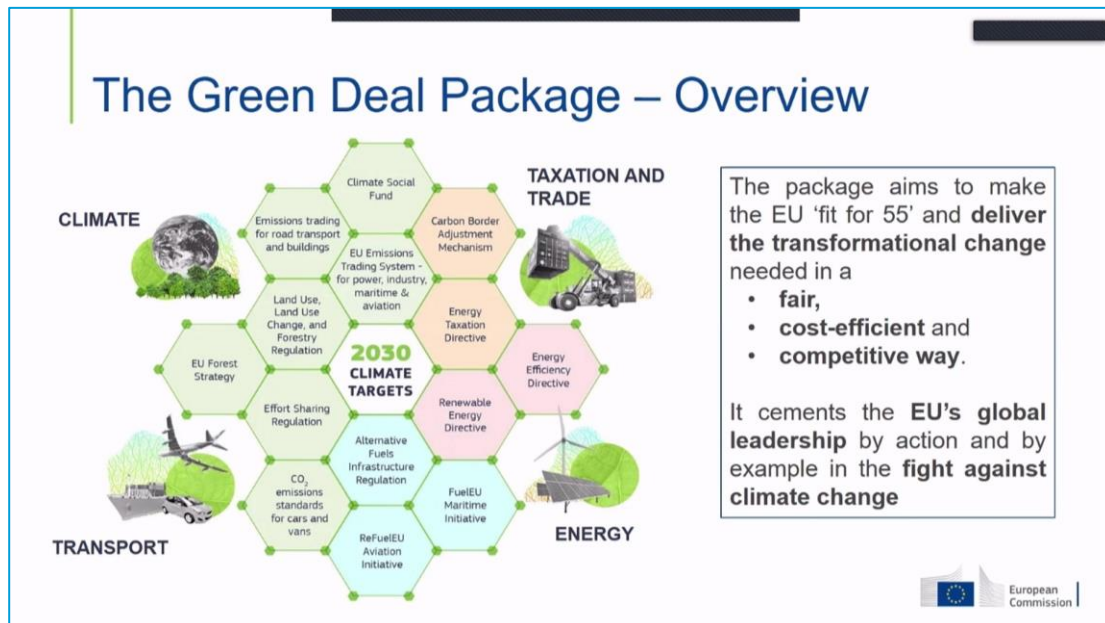 The Green Deal Package – Overview
CLIMATE
TAXATION AND
TRADE
Climate Social
Fund
Emissions trading
for road transport
and buildings
Carbon Border
Adjustment
Mechanism
EU Emissions
Trading System -
for power, industry,
maritime &
aviation
Land Use,
Land Use
Change, and
Forestry
Regulation
Energy
Taxation
Directive
EU Forest
Strategy
2030
CLIMATE
TARGETS
Energy
Efficiency
Directive
Effort Sharing
Regulation
Renewable
Energy
Directive
Alternative
Fuels
Infrastructure
Regulation
CO₂
emissions
standards
for cars and
vans
FuelEU
Maritime
Initiative
ReFuelEU
Aviation
Initiative
TRANSPORT
ENERGY
The package aims to make
the EU ‘fit for 55’ and deliver
the transformational change
needed in a
• fair,
• cost-efficient and
• competitive way.
It cements the EU’s global
leadership by action and by
example in the fight against
climate change
European
Commission